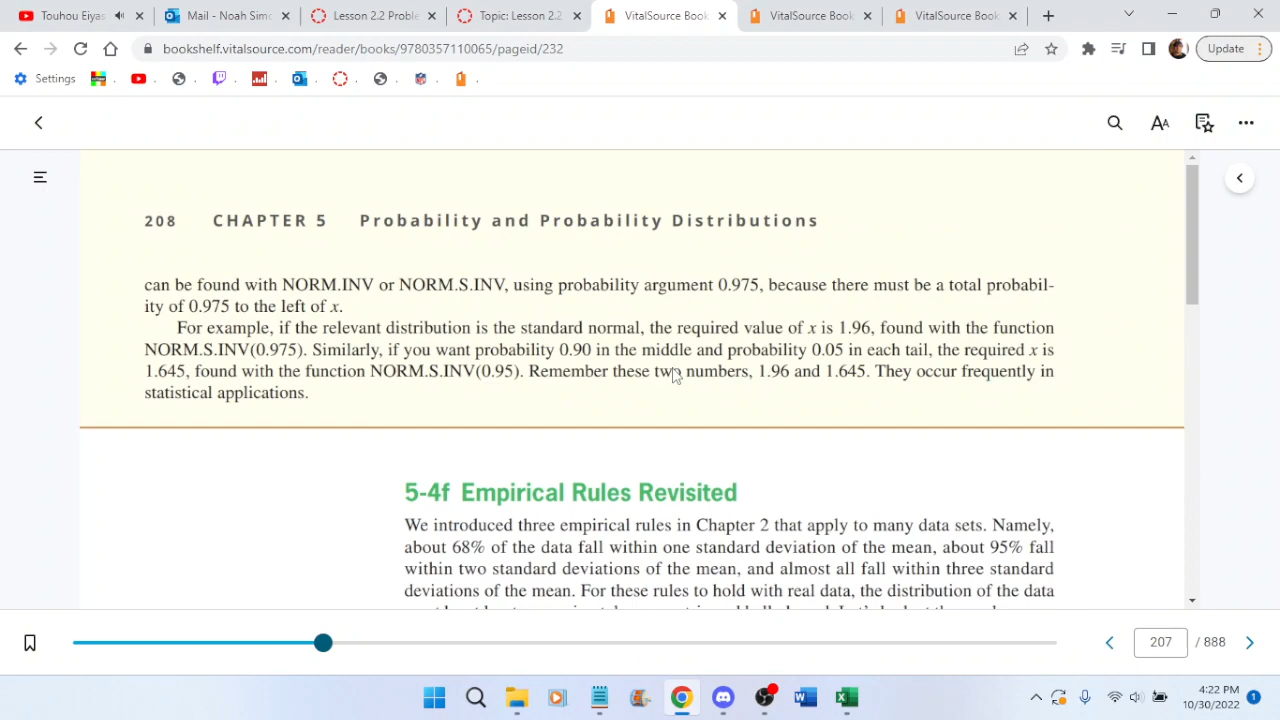 Touhou Eiyas
Mail - Noah Simo
Lesson 2.2 Proble
Topic: Lesson 2.2
VitalSource Book
VitalSource Book
VitalSource Book
bookshelf.vitalsource.com/reader/books/9780357110065/pageid/232
Update
Settings
208 CHAPTER 5 Probability and Probability Distributions
can be found with NORM.INV or NORM.S.INV, using probability argument 0.975, because there must be a total probabil-
ity of 0.975 to the left of x.
For example, if the relevant distribution is the standard normal, the required value of x is 1.96, found with the function
NORM.S.INV(0.975). Similarly, if you want probability 0.90 in the middle and probability 0.05 in each tail, the required x is
1.645, found with the function NORM.S.INV(0.95). Remember these two numbers, 1.96 and 1.645. They occur frequently in
statistical applications.
5-4f Empirical Rules Revisited
We introduced three empirical rules in Chapter 2 that apply to many data sets. Namely,
about 68% of the data fall within one standard deviation of the mean, about 95% fall
within two standard deviations of the mean, and almost all fall within three standard
deviations of the mean. For these rules to hold with real data, the distribution of the data
207 / 888
4:22 PM
10/30/2022
1